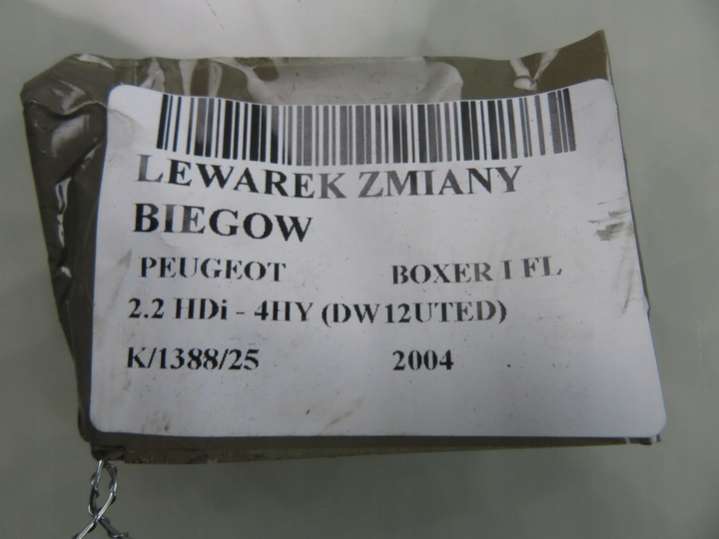 LEWAREK ZMIANY
BIEGOW
PEUGEOT BOXER I FL
2.2 HDi - 4HY (DW12UTED)
K/1388/25 2004